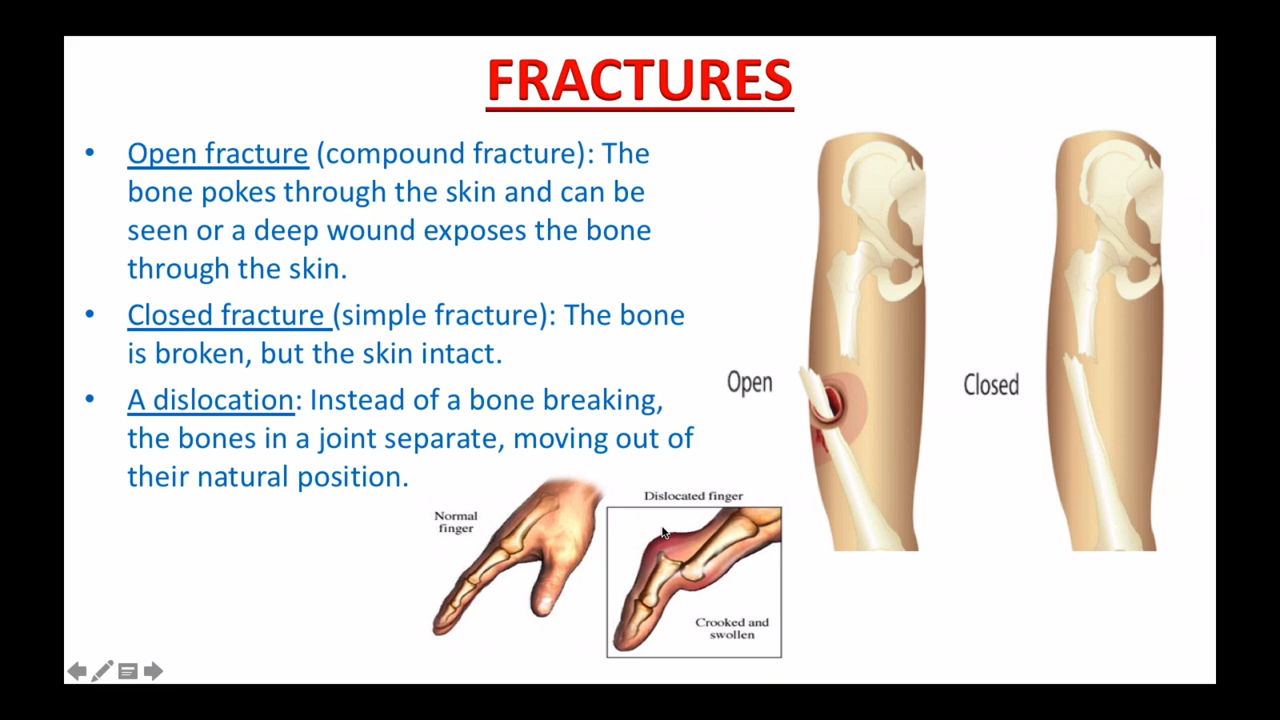 FRACTURES
• Open fracture (compound fracture): The
bone pokes through the skin and can be
seen or a deep wound exposes the bone
through the skin.
• Closed fracture (simple fracture): The bone
is broken, but the skin intact.
• A dislocation: Instead of a bone breaking,
the bones in a joint separate, moving out of
their natural position.
Open
Closed
Normal
finger
Dislocated finger
Crooked and
swollen